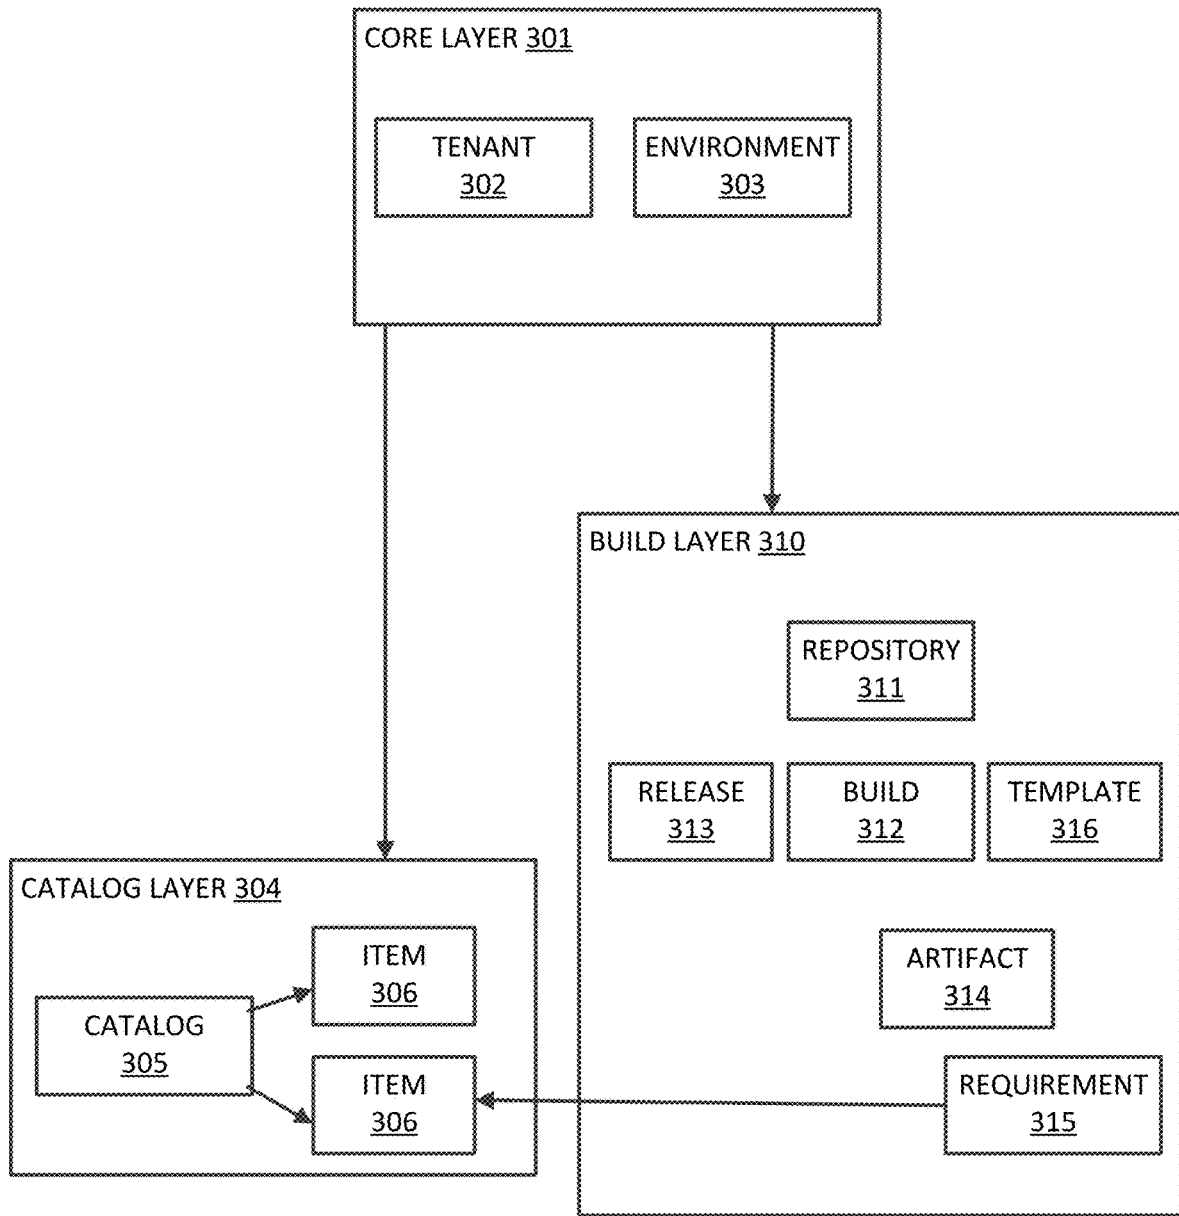 CORE LAYER 301
TENANT
302
ENVIRONMENT
303
BUILD LAYER 310
REPOSITORY
311
RELEASE
313
BUILD
312
TEMPLATE
316
ARTIFACT
314
REQUIREMENT
315
CATALOG LAYER 304
CATALOG
305
ITEM
306
ITEM
306